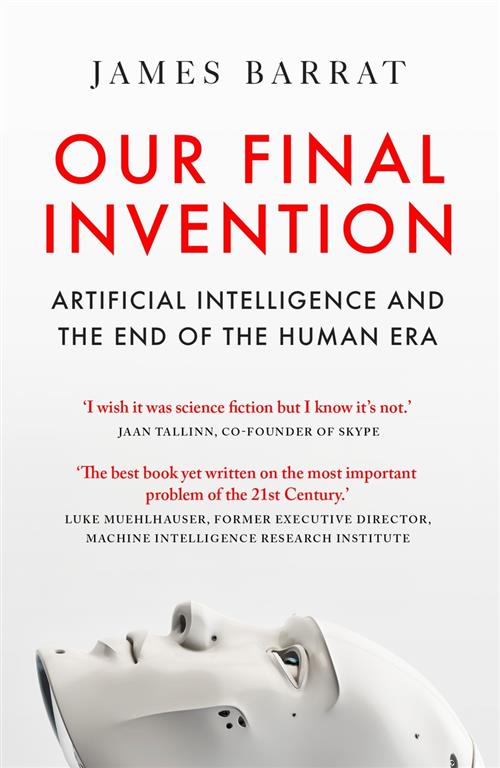 JAMES BARRAT
OUR FINAL
INVENTION
ARTIFICIAL INTELLIGENCE AND
THE END OF THE HUMAN ERA
‘I wish it was science fiction but I know it’s not.’
JAAN TALLINN, CO-FOUNDER OF SKYPE
‘The best book yet written on the most important
problem of the 21st Century.’
LUKE MUEHLHAUSER, FORMER EXECUTIVE DIRECTOR,
MACHINE INTELLIGENCE RESEARCH INSTITUTE